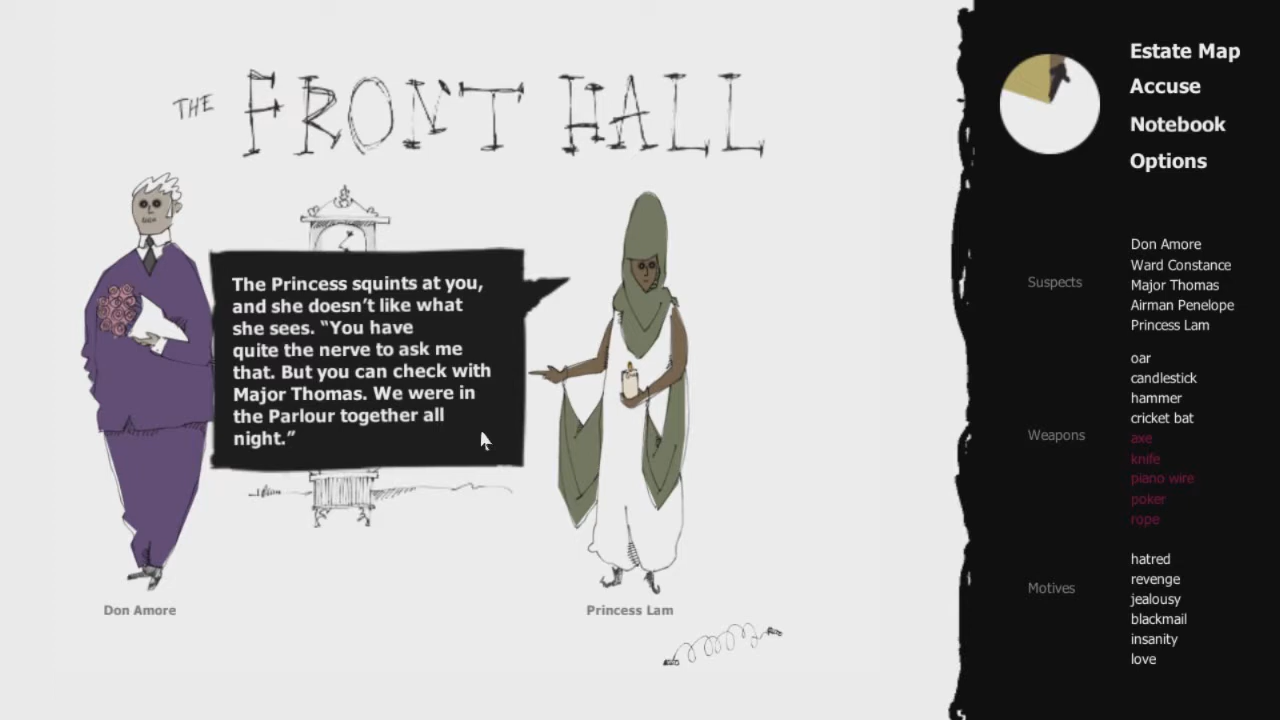 THE FRONT HALL
The Princess squints at you,
and she doesn't like what
she sees. "You have
quite the nerve to ask me
that. But you can check with
Major Thomas. We were in
the Parlour together all
night."
Don Amore
Princess Lam
Estate Map
Accuse
Notebook
Options
Suspects
Don Amore
Ward Constance
Major Thomas
Airman Penelope
Princess Lam
Weapons
oar
candlestick
hammer
cricket bat
axe
knife
piano wire
poker
rope
Motives
hatred
revenge
jealousy
blackmail
insanity
love